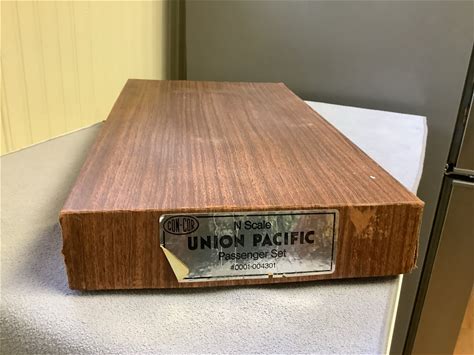 CON-COR
N Scale
UNION PACIFIC
Passenger Set
#0001-004301